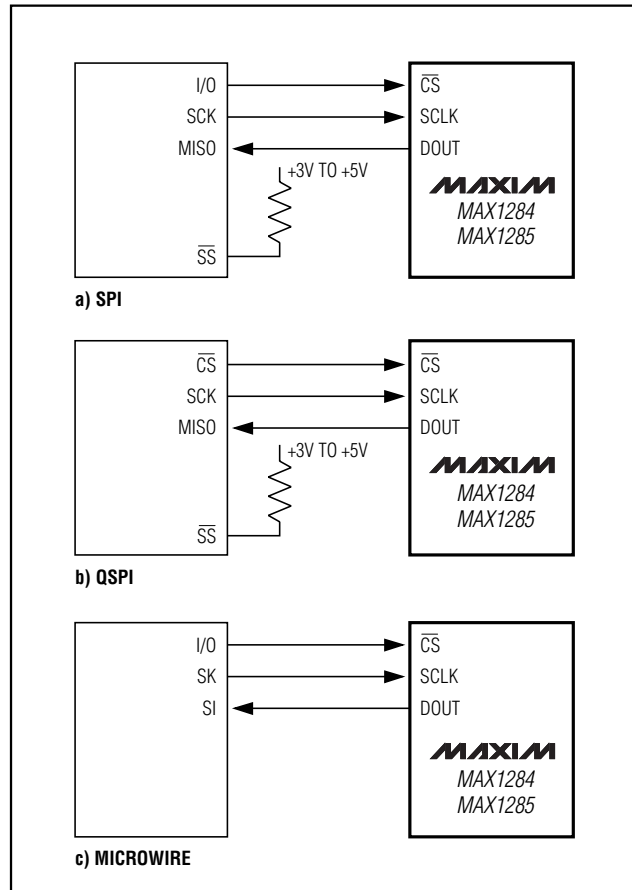 I/O CS
SCK SCLK
MISO DOUT
+3V TO +5V
MAXIM
MAX1284
MAX1285
SS
a) SPI
CS CS
SCK SCLK
MISO DOUT
+3V TO +5V
MAXIM
MAX1284
MAX1285
SS
b) QSPI
I/O CS
SK SCLK
SI DOUT
MAXIM
MAX1284
MAX1285
c) MICROWIRE